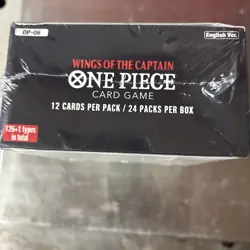 OP-06
English Ver.
WINGS OF THE CAPTAIN
ONE PIECE
CARD GAME
12 CARDS PER PACK / 24 PACKS PER BOX
126+1 types
in total